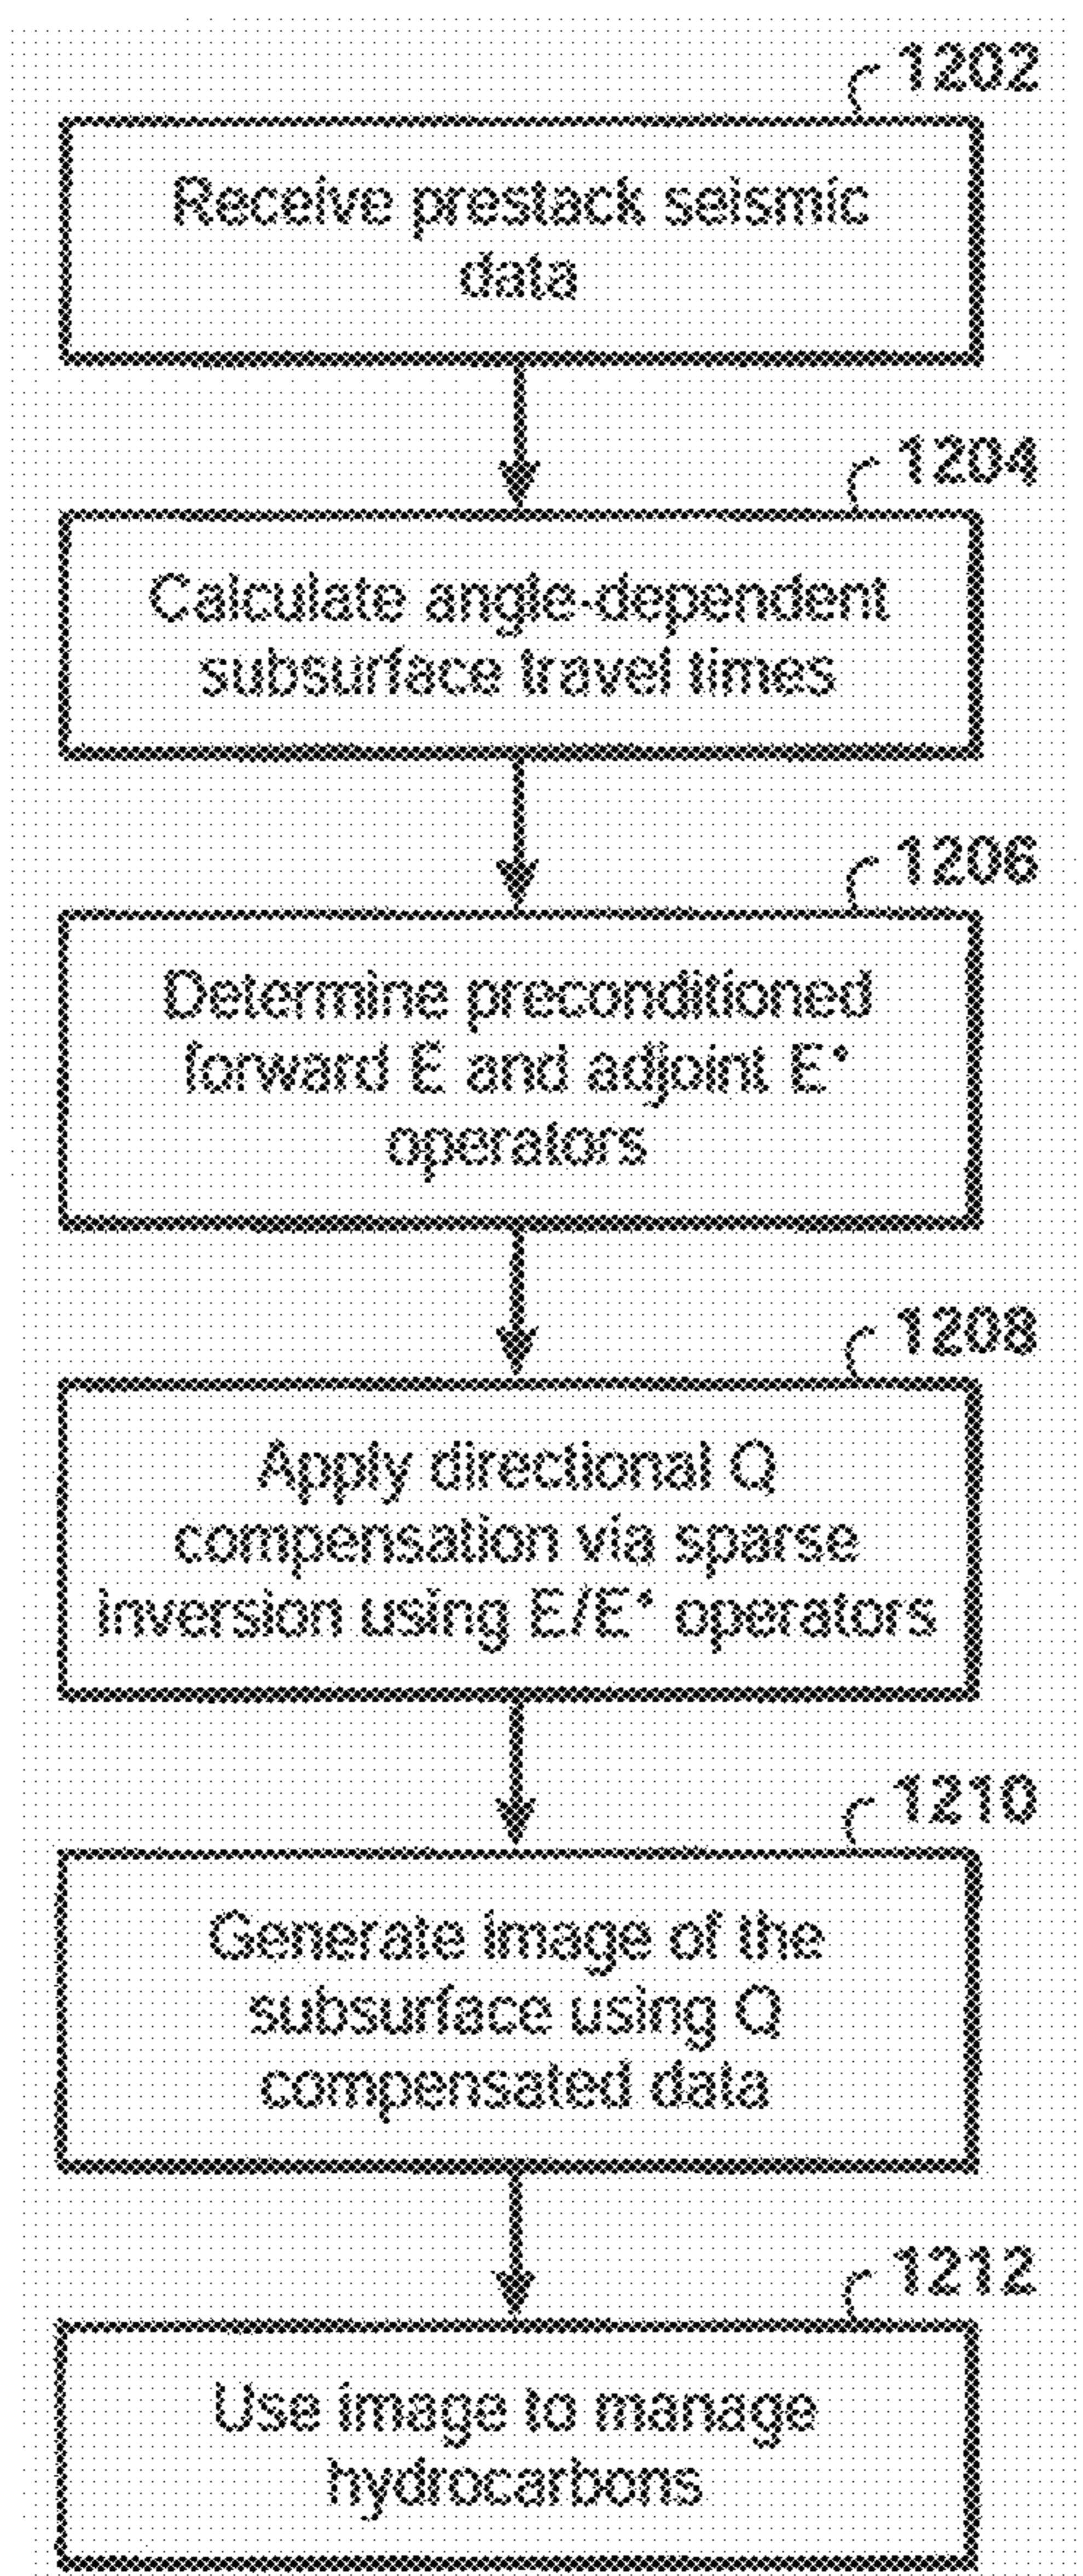 1202
Receive prestack seismic
data
1204
Calculate angle-dependent
subsurface travel times
1206
Determine preconditioned
forward E and adjoint E*
operators
1208
Apply directional Q
compensation via sparse
inversion using E/E* operators
1210
Generate image of the
subsurface using Q
compensated data
1212
Use image to manage
hydrocarbons